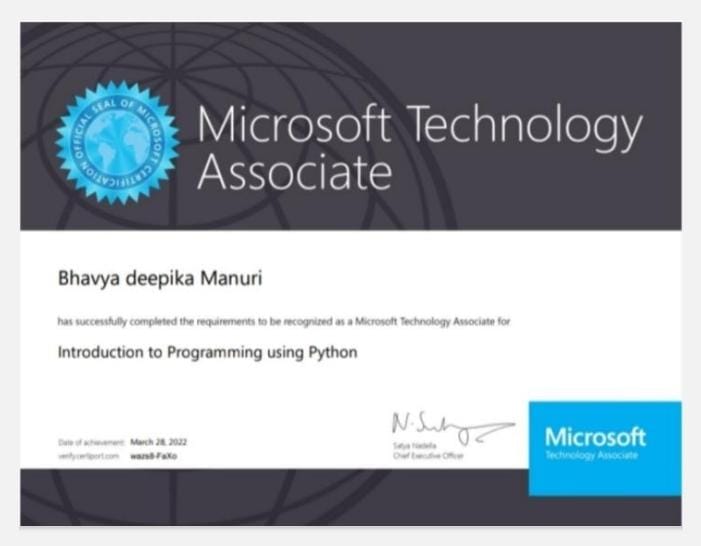 OFFICIAL SEAL OF MICROSOFT CERTIFICATION
Microsoft Technology
Associate
Bhavya deepika Manuri
has successfully completed the requirements to be recognized as a Microsoft Technology Associate for
Introduction to Programming using Python
Date of achievement: March 28, 2022
verify.certiport.com wazs8-FaXo
N. Sat
Satya Nadella
Chief Executive Officer
Microsoft
Technology Associate